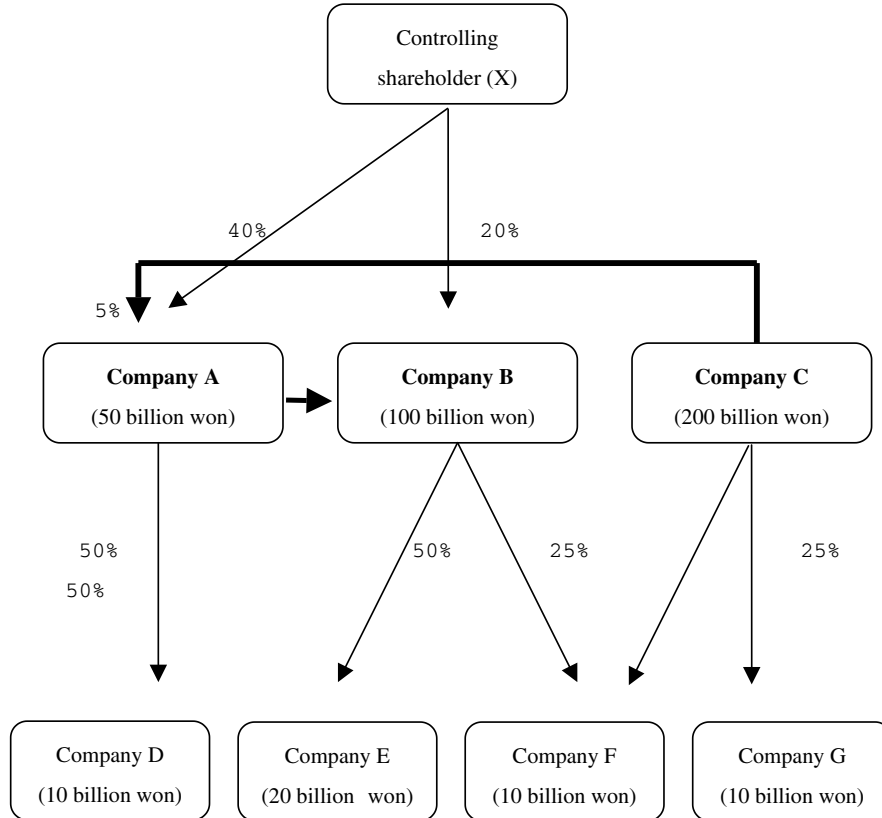 Controlling
shareholder (X)
40%
20%
5%
Company A
(50 billion won)
Company B
(100 billion won)
Company C
(200 billion won)
50%
50%
25%
25%
50%
Company D
(10 billion won)
Company E
(20 billion won)
Company F
(10 billion won)
Company G
(10 billion won)